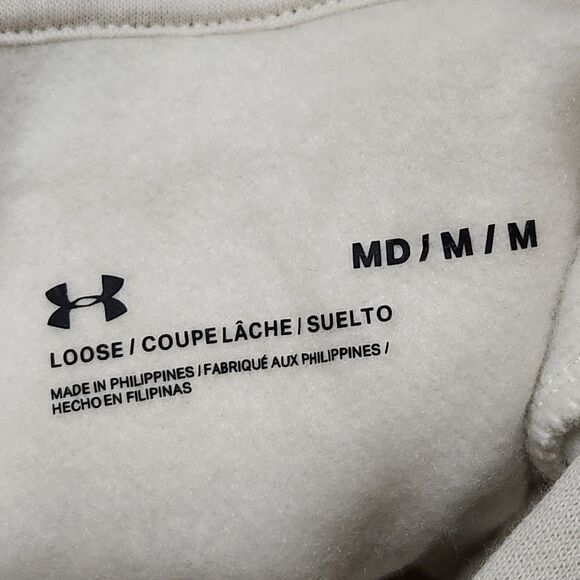 MD / M / M
LOOSE / COUPE LÂCHE / SUELTO
MADE IN PHILIPPINES / FABRIQUÉ AUX PHILIPPINES /
HECHO EN FILIPINAS